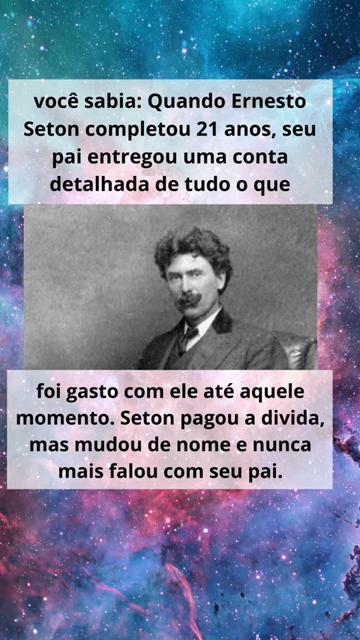 você sabia: Quando Ernesto
Seton completou 21 anos, seu
pai entregou uma conta
detalhada de tudo o que
foi gasto com ele até aquele
momento. Seton pagou a divida,
mas mudou de nome e nunca
mais falou com seu pai.